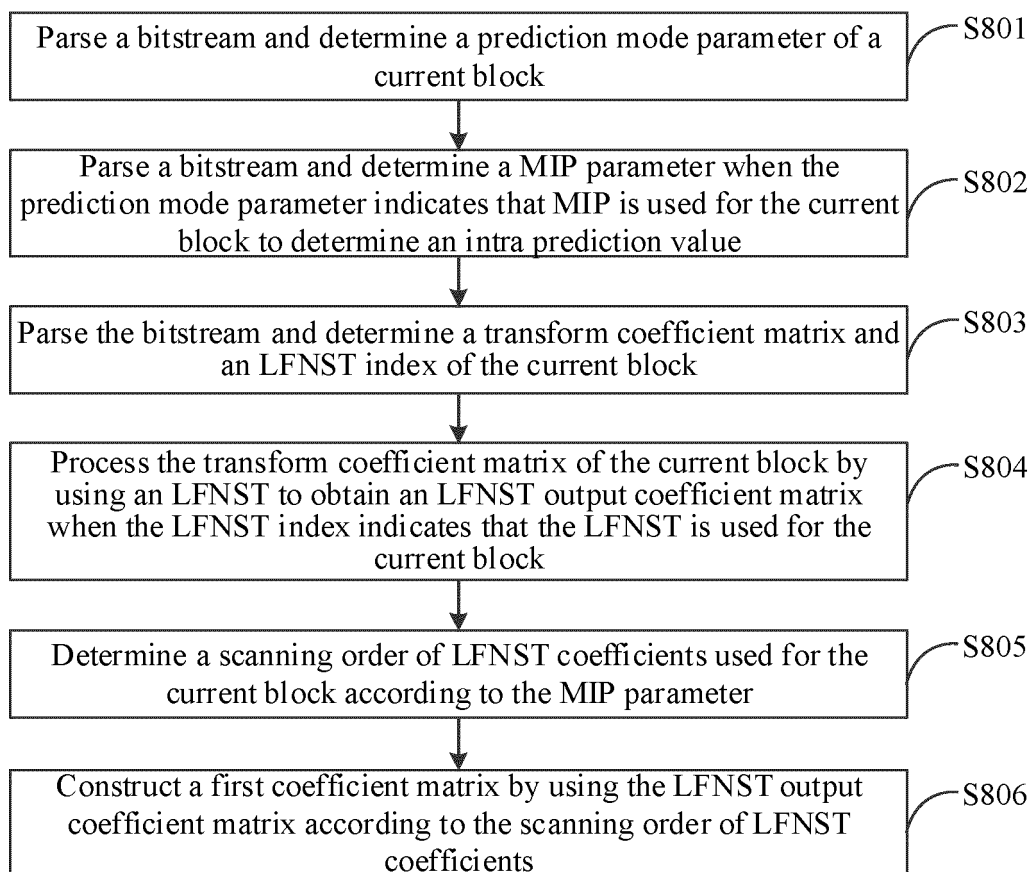 Parse a bitstream and determine a prediction mode parameter of a
current block
S801
Parse a bitstream and determine a MIP parameter when the
prediction mode parameter indicates that MIP is used for the current
block to determine an intra prediction value
S802
Parse the bitstream and determine a transform coefficient matrix and
an LFNST index of the current block
S803
Process the transform coefficient matrix of the current block by
using an LFNST to obtain an LFNST output coefficient matrix
when the LFNST index indicates that the LFNST is used for the
current block
S804
Determine a scanning order of LFNST coefficients used for the
current block according to the MIP parameter
S805
Construct a first coefficient matrix by using the LFNST output
coefficient matrix according to the scanning order of LFNST
coefficients
S806